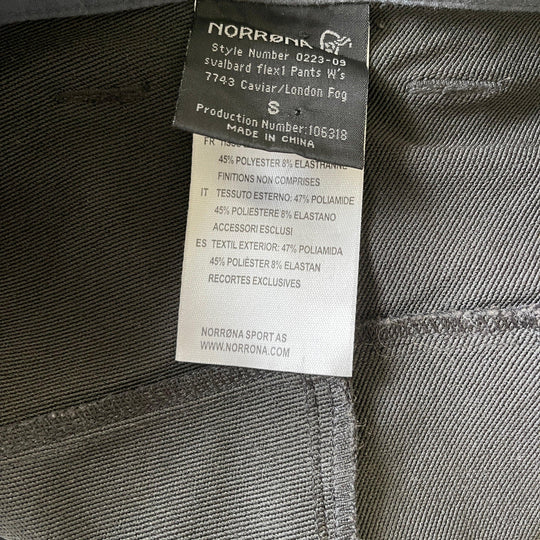 NORRØNA
Style Number 0223-09
svalbard flex1 Pants W's
7743 Caviar/London Fog
S
Production Number:106318
MADE IN CHINA
FR
45% POLYESTER 8% ELASTHANNE
FINITIONS NON COMPRISES
IT TESSUTO ESTERNO: 47% POLIAMIDE
45% POLIESTERE 8% ELASTANO
ACCESSORI ESCLUSI
ES TEXTIL EXTERIOR: 47% POLIAMIDA
45% POLIÈSTER 8% ELASTAN
RECORTES EXCLUSIVES
NORRØNA SPORT AS
WWW.NORRONA.COM